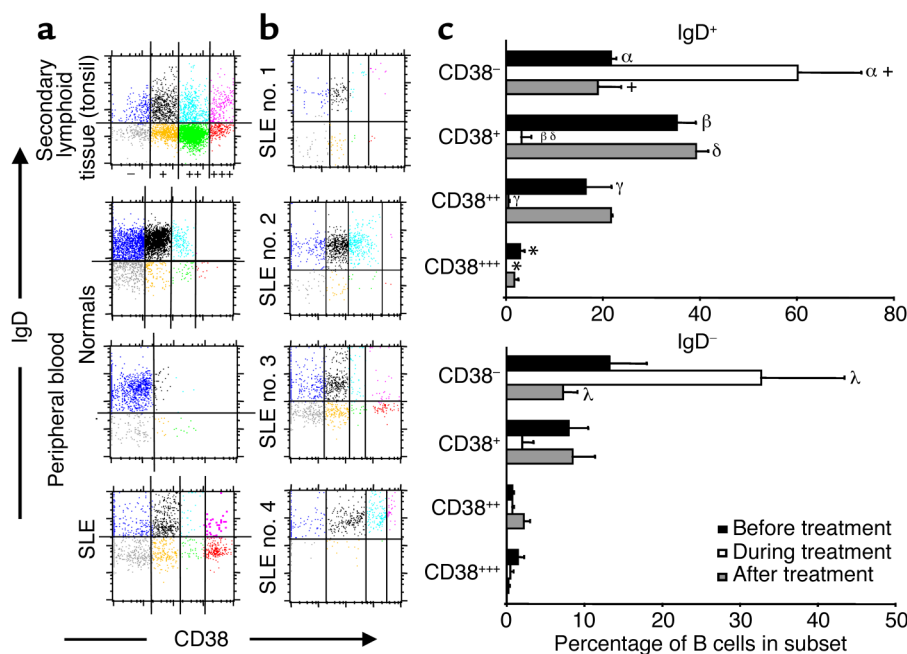 a
b
c
IgD
Peripheral blood
Secondary
lymphoid
tissue (tonsil)
Normals
SLE
− + ++ +++
SLE no. 1
SLE no. 2
SLE no. 3
SLE no. 4
CD38
IgD+
CD38−
α
α +
+
CD38+
β
β δ
δ
CD38++
γ
γ
CD38+++
*
*
0 20 40 60 80
IgD−
CD38−
λ
λ
CD38+
CD38++
CD38+++
Before treatment
During treatment
After treatment
0 10 20 30 40 50
Percentage of B cells in subset